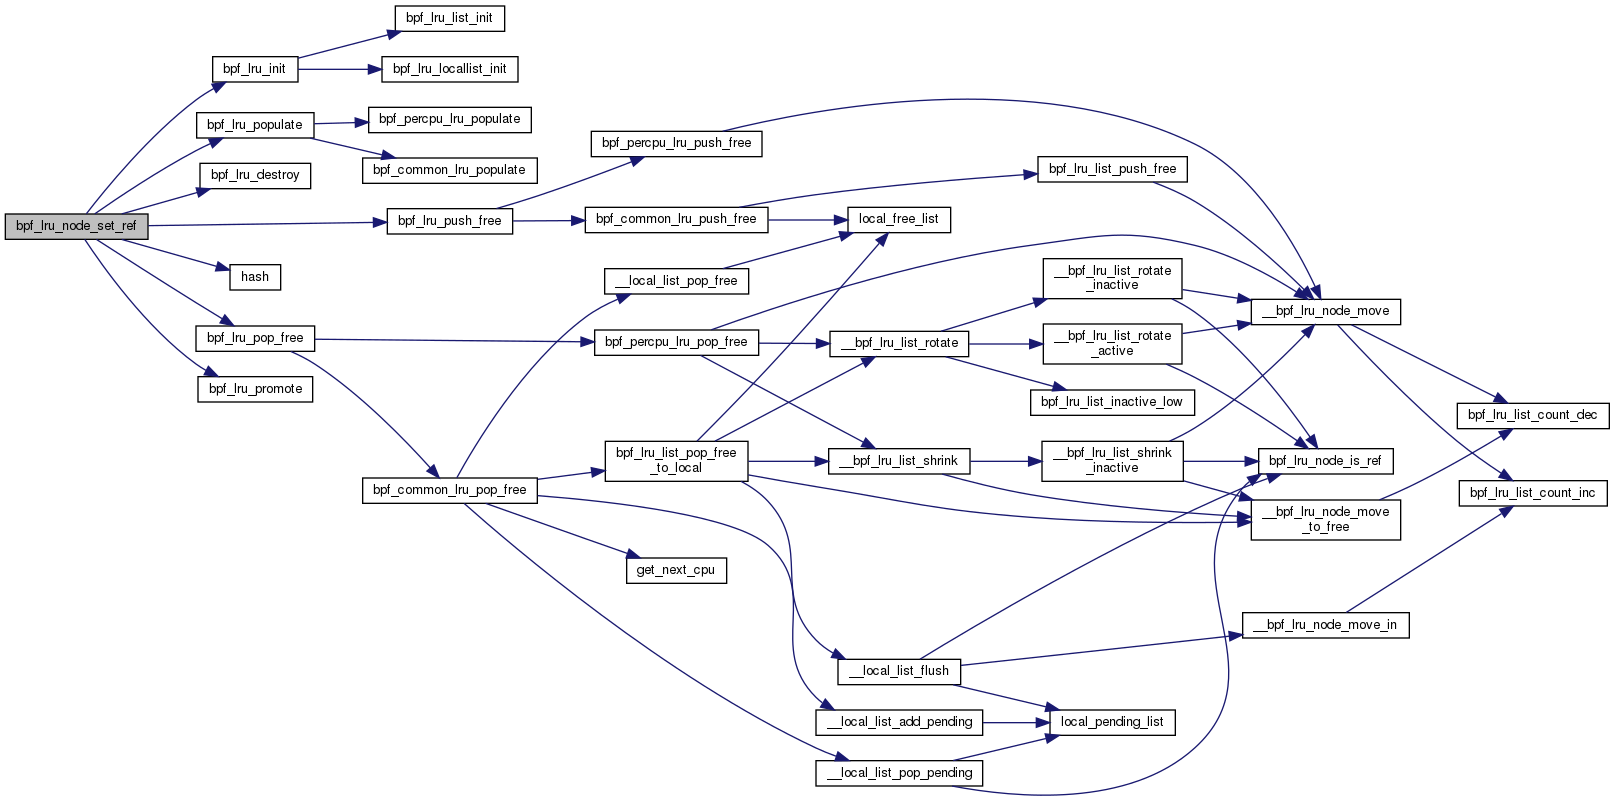 bpf_lru_list_init
bpf_lru_init
bpf_lru_locallist_init
bpf_lru_populate
bpf_percpu_lru_populate
bpf_common_lru_populate
bpf_lru_destroy
bpf_lru_node_set_ref
bpf_lru_push_free
bpf_percpu_lru_push_free
bpf_common_lru_push_free
bpf_lru_list_push_free
local_free_list
hash
__local_list_pop_free
bpf_lru_pop_free
bpf_percpu_lru_pop_free
__bpf_lru_list_rotate
__bpf_lru_list_rotate
_inactive
__bpf_lru_list_rotate
_active
__bpf_lru_node_move
bpf_lru_promote
bpf_lru_list_inactive_low
bpf_lru_list_count_dec
bpf_lru_list_pop_free
_to_local
__bpf_lru_list_shrink
__bpf_lru_list_shrink
_inactive
bpf_lru_node_is_ref
bpf_common_lru_pop_free
bpf_lru_list_count_inc
__bpf_lru_node_move
_to_free
get_next_cpu
__bpf_lru_node_move_in
__local_list_flush
__local_list_add_pending
local_pending_list
__local_list_pop_pending